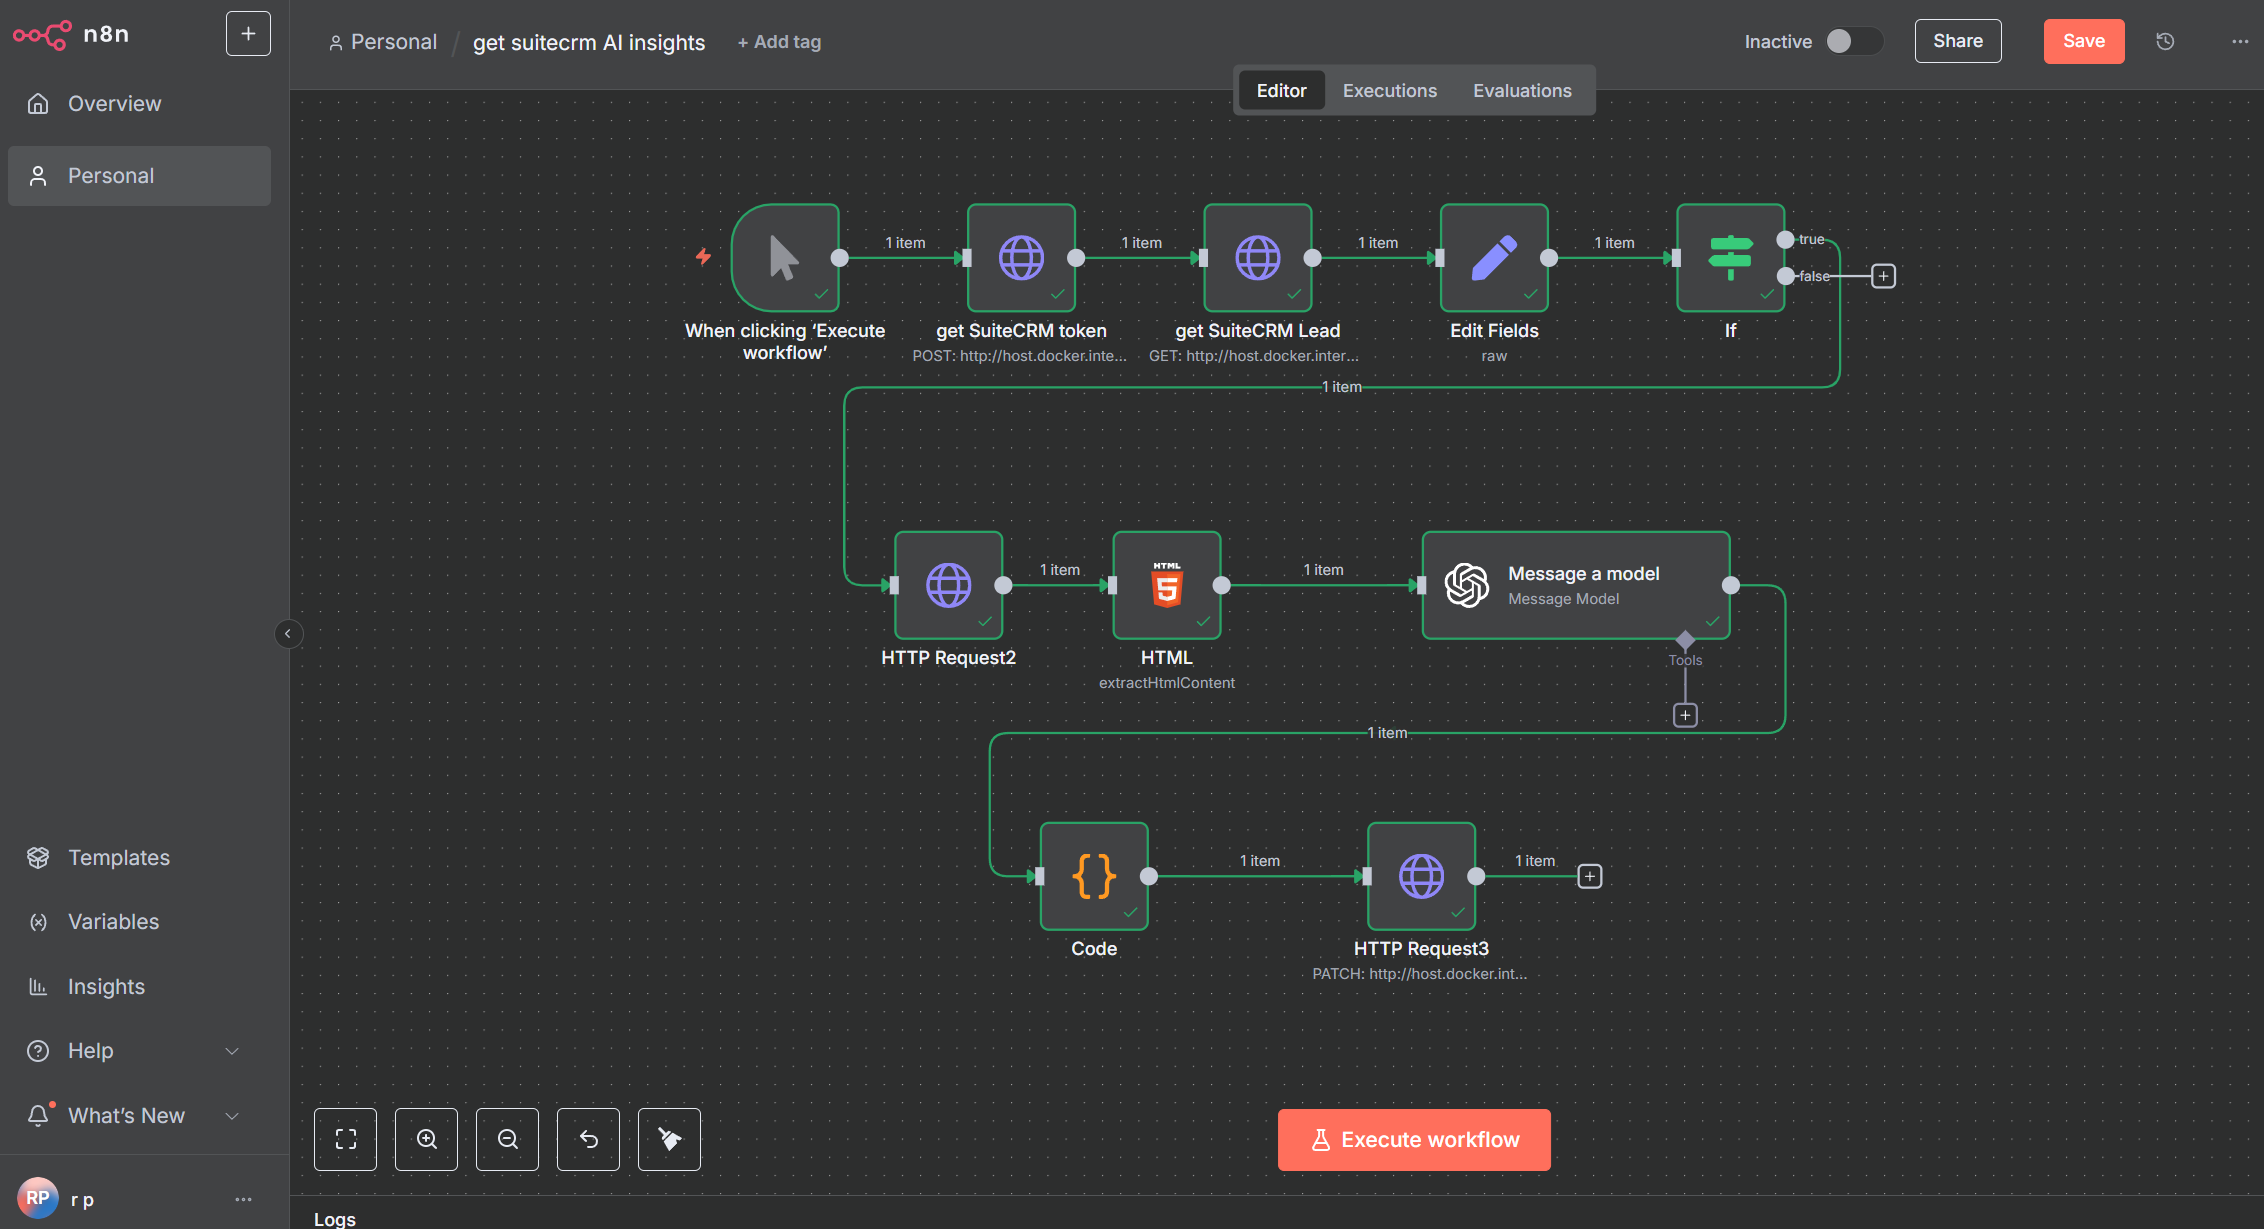 n8n
+
Personal / get suitecrm AI insights + Add tag
Inactive
Share
Save
Editor
Executions
Evaluations
Overview
Personal
1 item
1 item
1 item
1 item
true
false
When clicking ‘Execute
workflow’
get SuiteCRM token
POST: http://host.docker.inte...
get SuiteCRM Lead
GET: http://host.docker.inter...
Edit Fields
raw
If
1 item
1 item
1 item
HTML
5
Message a model
Message Model
HTTP Request2
HTML
extractHtmlContent
Tools
1 item
1 item
1 item
{}
Code
HTTP Request3
PATCH: http://host.docker.int...
Templates
Variables
Insights
Help
What’s New
Execute workflow
RP
r p
Logs